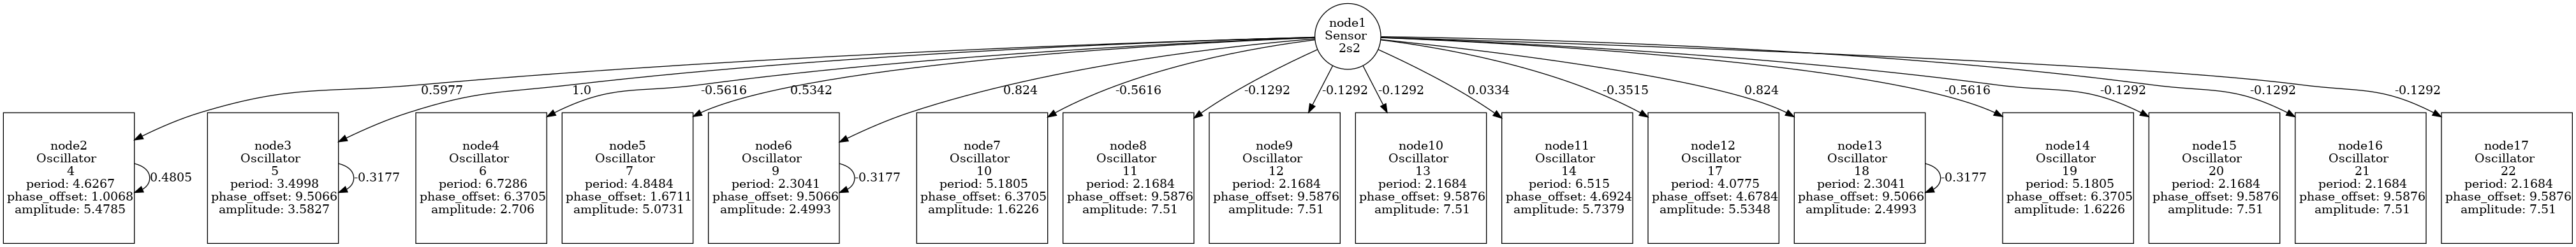 node1
Sensor
2s2
0.5977
1.0
-0.5616
0.5342
0.824
-0.5616
-0.1292
-0.1292
-0.1292
0.0334
-0.3515
0.824
-0.5616
-0.1292
-0.1292
-0.1292
node2
Oscillator
4
period: 4.6267
phase_offset: 1.0068
amplitude: 5.4785
0.4805
node3
Oscillator
5
period: 3.4998
phase_offset: 9.5066
amplitude: 3.5827
-0.3177
node4
Oscillator
6
period: 6.7286
phase_offset: 6.3705
amplitude: 2.706
node5
Oscillator
7
period: 4.8484
phase_offset: 1.6711
amplitude: 5.0731
node6
Oscillator
9
period: 2.3041
phase_offset: 9.5066
amplitude: 2.4993
-0.3177
node7
Oscillator
10
period: 5.1805
phase_offset: 6.3705
amplitude: 1.6226
node8
Oscillator
11
period: 2.1684
phase_offset: 9.5876
amplitude: 7.51
node9
Oscillator
12
period: 2.1684
phase_offset: 9.5876
amplitude: 7.51
node10
Oscillator
13
period: 2.1684
phase_offset: 9.5876
amplitude: 7.51
node11
Oscillator
14
period: 6.515
phase_offset: 4.6924
amplitude: 5.7379
node12
Oscillator
17
period: 4.0775
phase_offset: 4.6784
amplitude: 5.5348
node13
Oscillator
18
period: 2.3041
phase_offset: 9.5066
amplitude: 2.4993
-0.3177
node14
Oscillator
19
period: 5.1805
phase_offset: 6.3705
amplitude: 1.6226
node15
Oscillator
20
period: 2.1684
phase_offset: 9.5876
amplitude: 7.51
node16
Oscillator
21
period: 2.1684
phase_offset: 9.5876
amplitude: 7.51
node17
Oscillator
22
period: 2.1684
phase_offset: 9.5876
amplitude: 7.51